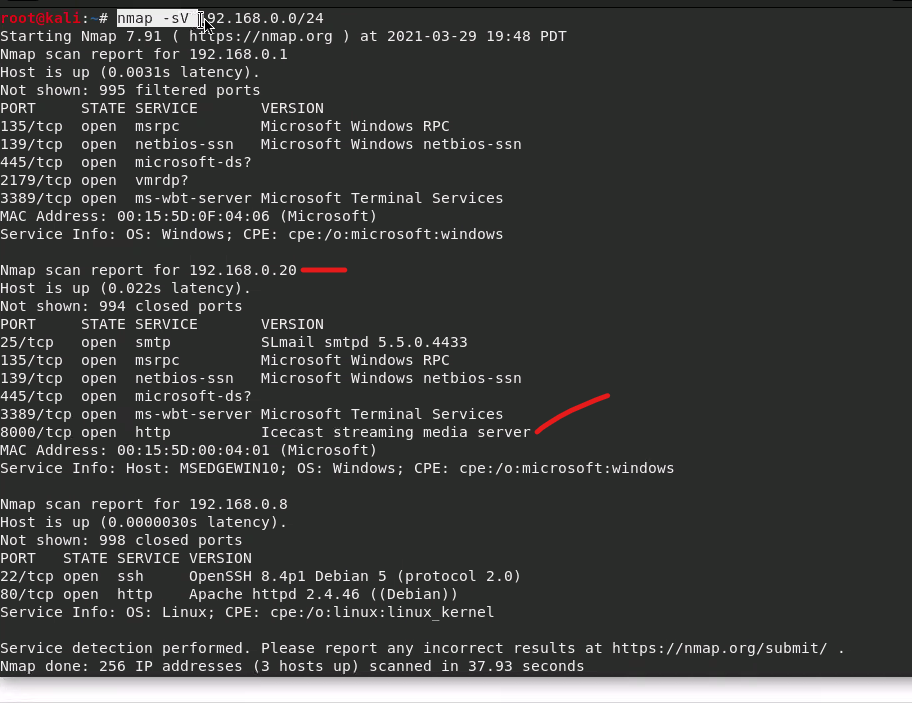 root@kali:~# nmap -sV 192.168.0.0/24
Starting Nmap 7.91 ( https://nmap.org ) at 2021-03-29 19:48 PDT
Nmap scan report for 192.168.0.1
Host is up (0.0031s latency).
Not shown: 995 filtered ports
PORT     STATE SERVICE       VERSION
135/tcp  open  msrpc         Microsoft Windows RPC
139/tcp  open  netbios-ssn   Microsoft Windows netbios-ssn
445/tcp  open  microsoft-ds?
2179/tcp open  vmrdp?
3389/tcp open  ms-wbt-server Microsoft Terminal Services
MAC Address: 00:15:5D:0F:04:06 (Microsoft)
Service Info: OS: Windows; CPE: cpe:/o:microsoft:windows

Nmap scan report for 192.168.0.20
Host is up (0.022s latency).
Not shown: 994 closed ports
PORT     STATE SERVICE       VERSION
25/tcp   open  smtp          SLmail smtpd 5.5.0.4433
135/tcp  open  msrpc         Microsoft Windows RPC
139/tcp  open  netbios-ssn   Microsoft Windows netbios-ssn
445/tcp  open  microsoft-ds?
3389/tcp open  ms-wbt-server Microsoft Terminal Services
8000/tcp open  http          Icecast streaming media server
MAC Address: 00:15:5D:00:04:01 (Microsoft)
Service Info: Host: MSEDGEWIN10; OS: Windows; CPE: cpe:/o:microsoft:windows

Nmap scan report for 192.168.0.8
Host is up (0.0000030s latency).
Not shown: 998 closed ports
PORT   STATE SERVICE VERSION
22/tcp open  ssh     OpenSSH 8.4p1 Debian 5 (protocol 2.0)
80/tcp open  http    Apache httpd 2.4.46 ((Debian))
Service Info: OS: Linux; CPE: cpe:/o:linux:linux_kernel

Service detection performed. Please report any incorrect results at https://nmap.org/submit/ .
Nmap done: 256 IP addresses (3 hosts up) scanned in 37.93 seconds